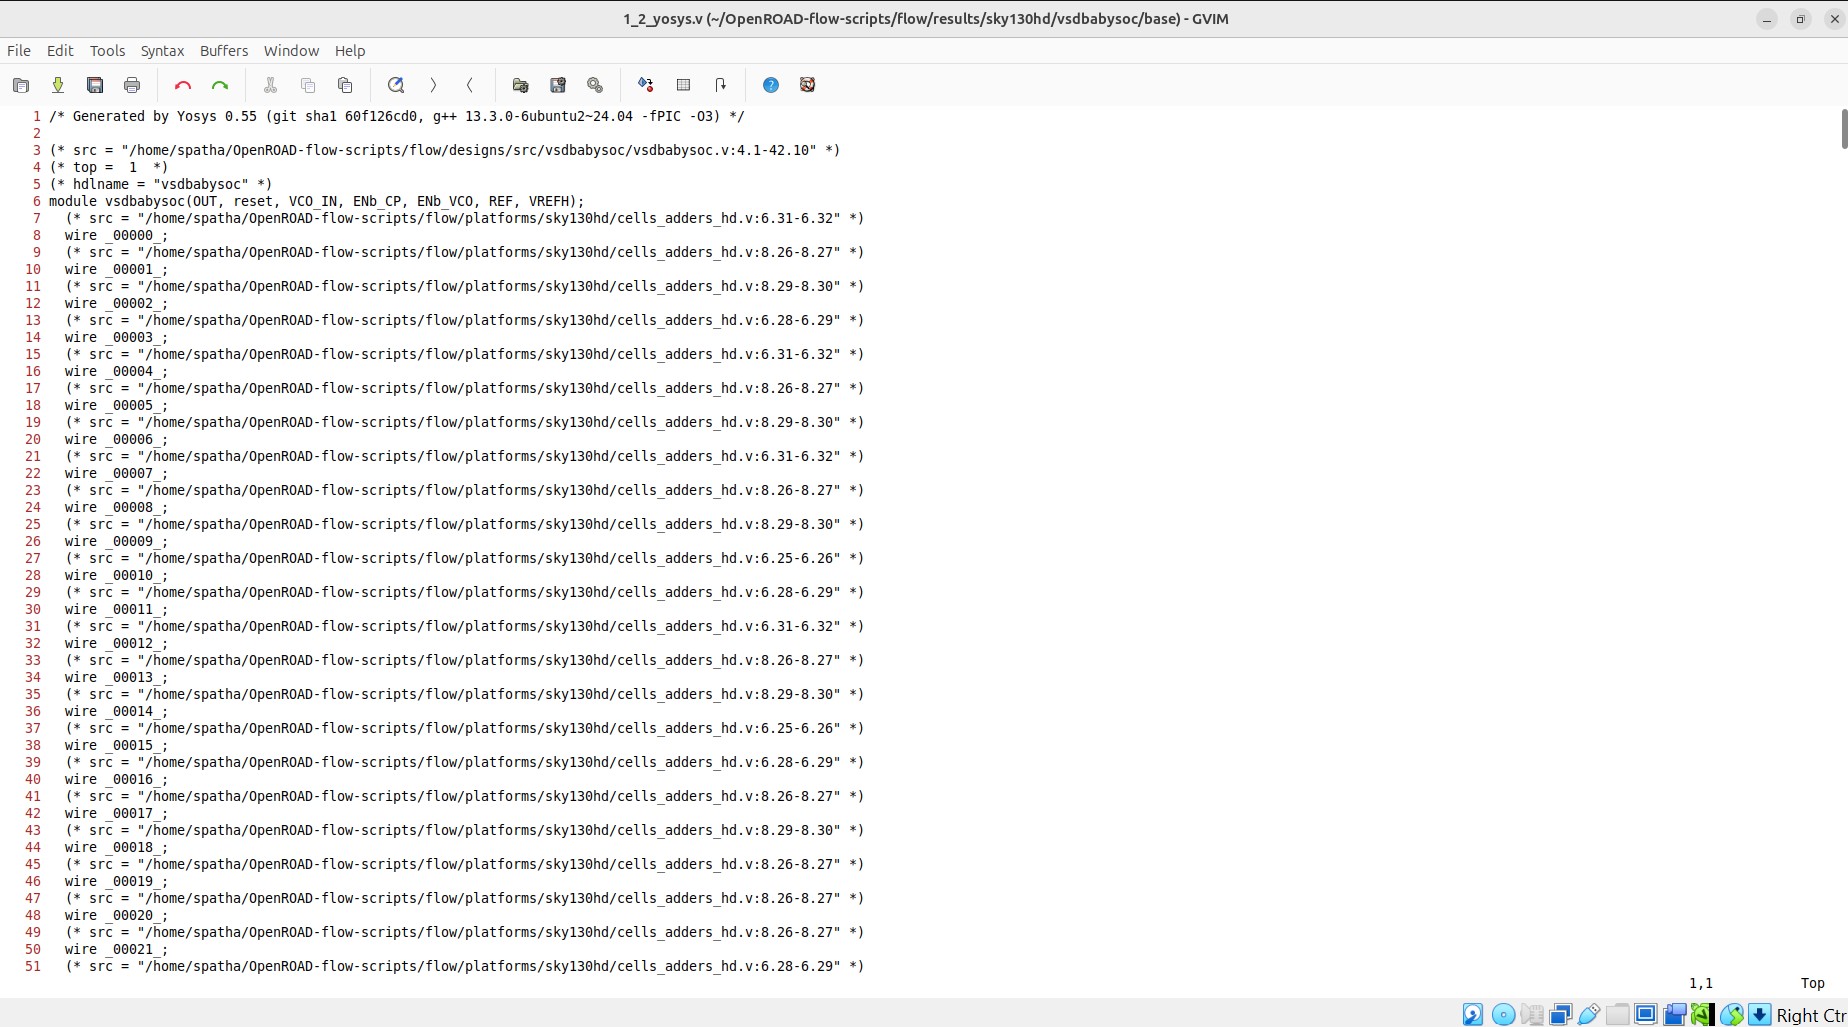 1_2_yosys.v (~/OpenROAD-flow-scripts/flow/results/sky130hd/vsdbabysoc/base) - GVIM
File Edit Tools Syntax Buffers Window Help
1 /* Generated by Yosys 0.55 (git sha1 60f126cd0, g++ 13.3.0-6ubuntu2~24.04 -fPIC -O3) */
2
3 (* src = "/home/spatha/OpenROAD-flow-scripts/flow/designs/src/vsdbabysoc/vsdbabysoc.v:4.1-42.10" *)
4 (* top =  1  *)
5 (* hdlname = "vsdbabysoc" *)
6 module vsdbabysoc(OUT, reset, VCO_IN, ENb_CP, ENb_VCO, REF, VREFH);
7   (* src = "/home/spatha/OpenROAD-flow-scripts/flow/platforms/sky130hd/cells_adders_hd.v:6.31-6.32" *)
8   wire _00000_;
9   (* src = "/home/spatha/OpenROAD-flow-scripts/flow/platforms/sky130hd/cells_adders_hd.v:8.26-8.27" *)
10   wire _00001_;
11   (* src = "/home/spatha/OpenROAD-flow-scripts/flow/platforms/sky130hd/cells_adders_hd.v:8.29-8.30" *)
12   wire _00002_;
13   (* src = "/home/spatha/OpenROAD-flow-scripts/flow/platforms/sky130hd/cells_adders_hd.v:6.28-6.29" *)
14   wire _00003_;
15   (* src = "/home/spatha/OpenROAD-flow-scripts/flow/platforms/sky130hd/cells_adders_hd.v:6.31-6.32" *)
16   wire _00004_;
17   (* src = "/home/spatha/OpenROAD-flow-scripts/flow/platforms/sky130hd/cells_adders_hd.v:8.26-8.27" *)
18   wire _00005_;
19   (* src = "/home/spatha/OpenROAD-flow-scripts/flow/platforms/sky130hd/cells_adders_hd.v:8.29-8.30" *)
20   wire _00006_;
21   (* src = "/home/spatha/OpenROAD-flow-scripts/flow/platforms/sky130hd/cells_adders_hd.v:6.31-6.32" *)
22   wire _00007_;
23   (* src = "/home/spatha/OpenROAD-flow-scripts/flow/platforms/sky130hd/cells_adders_hd.v:8.26-8.27" *)
24   wire _00008_;
25   (* src = "/home/spatha/OpenROAD-flow-scripts/flow/platforms/sky130hd/cells_adders_hd.v:8.29-8.30" *)
26   wire _00009_;
27   (* src = "/home/spatha/OpenROAD-flow-scripts/flow/platforms/sky130hd/cells_adders_hd.v:6.25-6.26" *)
28   wire _00010_;
29   (* src = "/home/spatha/OpenROAD-flow-scripts/flow/platforms/sky130hd/cells_adders_hd.v:6.28-6.29" *)
30   wire _00011_;
31   (* src = "/home/spatha/OpenROAD-flow-scripts/flow/platforms/sky130hd/cells_adders_hd.v:6.31-6.32" *)
32   wire _00012_;
33   (* src = "/home/spatha/OpenROAD-flow-scripts/flow/platforms/sky130hd/cells_adders_hd.v:8.26-8.27" *)
34   wire _00013_;
35   (* src = "/home/spatha/OpenROAD-flow-scripts/flow/platforms/sky130hd/cells_adders_hd.v:8.29-8.30" *)
36   wire _00014_;
37   (* src = "/home/spatha/OpenROAD-flow-scripts/flow/platforms/sky130hd/cells_adders_hd.v:6.25-6.26" *)
38   wire _00015_;
39   (* src = "/home/spatha/OpenROAD-flow-scripts/flow/platforms/sky130hd/cells_adders_hd.v:6.28-6.29" *)
40   wire _00016_;
41   (* src = "/home/spatha/OpenROAD-flow-scripts/flow/platforms/sky130hd/cells_adders_hd.v:8.26-8.27" *)
42   wire _00017_;
43   (* src = "/home/spatha/OpenROAD-flow-scripts/flow/platforms/sky130hd/cells_adders_hd.v:8.29-8.30" *)
44   wire _00018_;
45   (* src = "/home/spatha/OpenROAD-flow-scripts/flow/platforms/sky130hd/cells_adders_hd.v:8.26-8.27" *)
46   wire _00019_;
47   (* src = "/home/spatha/OpenROAD-flow-scripts/flow/platforms/sky130hd/cells_adders_hd.v:8.26-8.27" *)
48   wire _00020_;
49   (* src = "/home/spatha/OpenROAD-flow-scripts/flow/platforms/sky130hd/cells_adders_hd.v:8.26-8.27" *)
50   wire _00021_;
51   (* src = "/home/spatha/OpenROAD-flow-scripts/flow/platforms/sky130hd/cells_adders_hd.v:6.28-6.29" *)
1,1 Top
Right Ctr